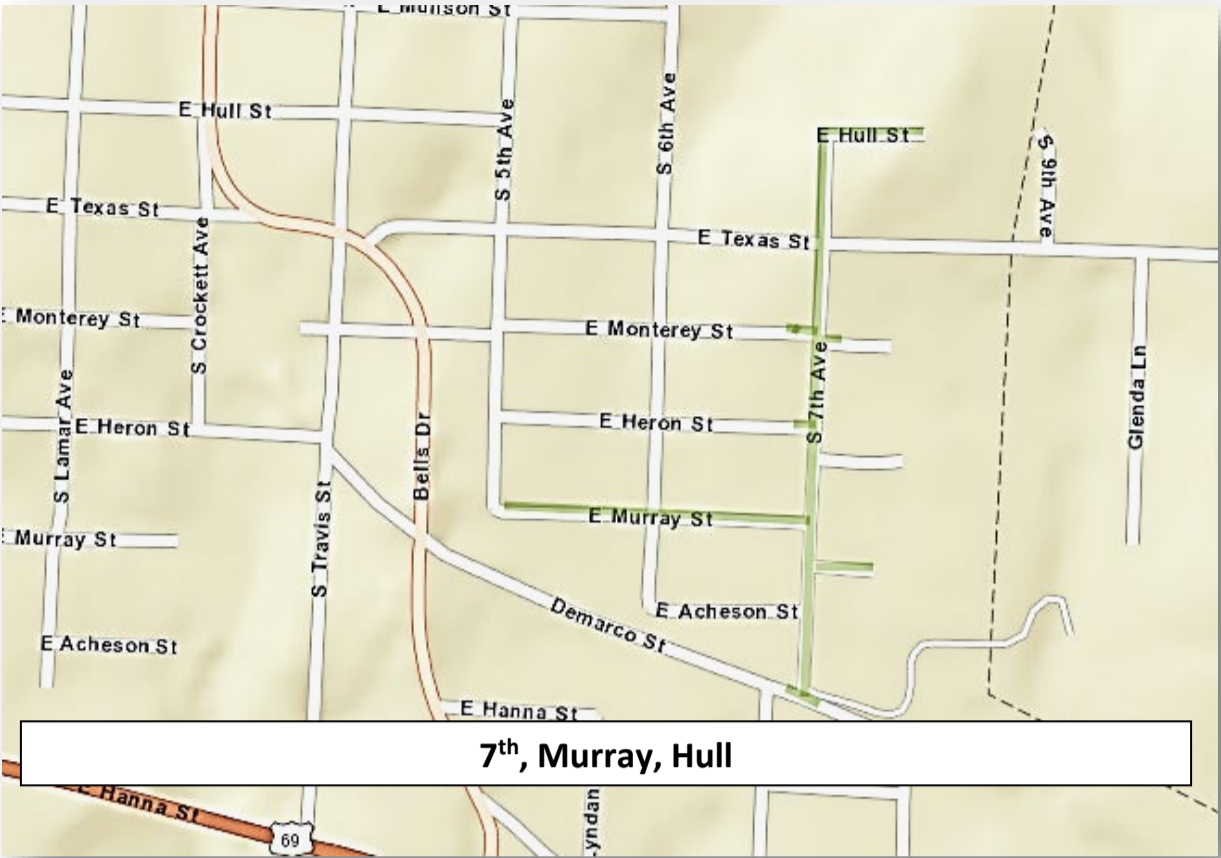 E Munson St
E Hull St
E Hull St
S 5th Ave
S 6th Ave
S 9th Ave
E Texas St
E Texas St
S Crockett Ave
E Monterey St
E Monterey St
S 7th Ave
Glenda Ln
S Lamar Ave
E Heron St
E Heron St
Bells Dr
S Travis St
E Murray St
E Murray St
Demarco St
E Acheson St
E Acheson St
E Hanna St
7th, Murray, Hull
E Hanna St
69